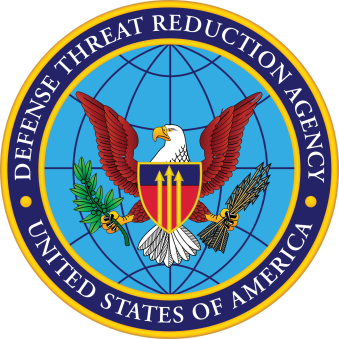 DEFENSE THREAT REDUCTION AGENCY
UNITED STATES OF AMERICA